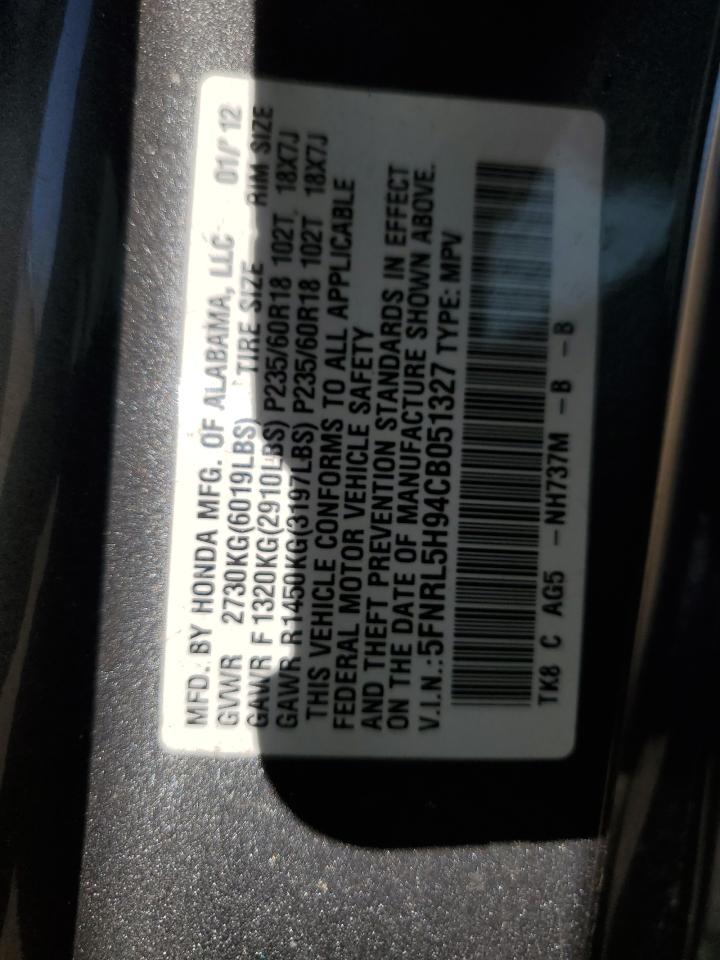 MFD. BY HONDA MFG. OF ALABAMA, LLC 01/12
GVWR 2730KG(6019LBS) TIRE SIZE RIM SIZE
GAWR F 1320KG(2910LBS) P235/60R18 102T 18X7J
GAWR R1450KG(3197LBS) P235/60R18 102T 18X7J
THIS VEHICLE CONFORMS TO ALL APPLICABLE
FEDERAL MOTOR VEHICLE SAFETY
AND THEFT PREVENTION STANDARDS IN EFFECT
ON THE DATE OF MANUFACTURE SHOWN ABOVE.
V.I.N.:5FNRL5H94CB051327 TYPE: MPV
TK8 C AG5 -NH737M -B -B